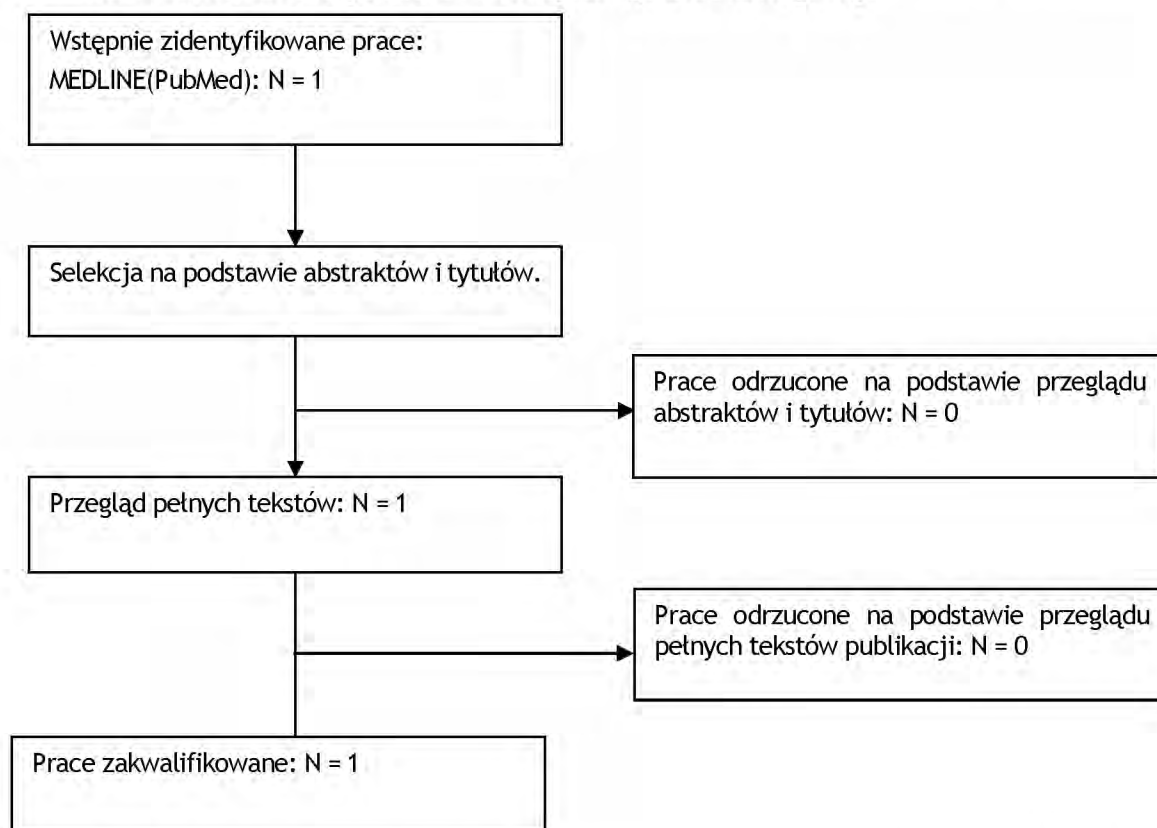 Wstępnie zidentyfikowane prace:
MEDLINE(PubMed): N = 1
Selekcja na podstawie abstraktów i tytułów.
Prace odrzucone na podstawie przeglądu
abstraktów i tytułów: N = 0
Przegląd pełnych tekstów: N = 1
Prace odrzucone na podstawie przeglądu
pełnych tekstów publikacji: N = 0
Prace zakwalifikowane: N = 1